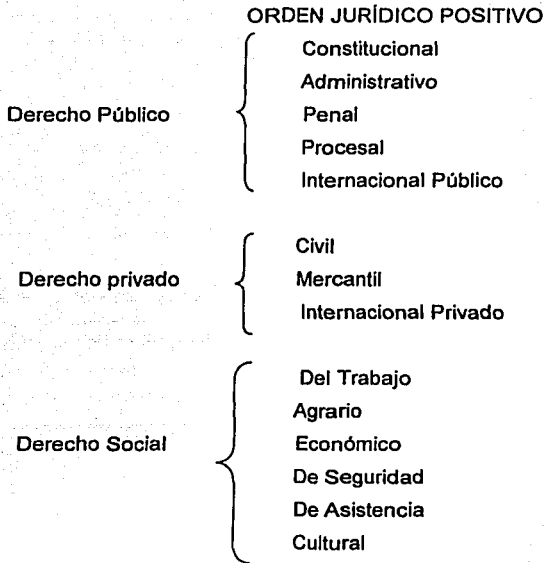 ORDEN JURÍDICO POSITIVO
Derecho Público
Constitucional
Administrativo
Penal
Procesal
Internacional Público
Derecho privado
Civil
Mercantil
Internacional Privado
Derecho Social
Del Trabajo
Agrario
Económico
De Seguridad
De Asistencia
Cultural